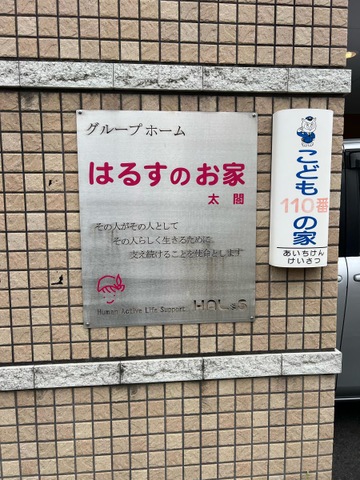 グループホーム
はるすのお家
太閤
その人がその人として
その人らしく生きるために
支え続けることを使命とします
Human Active Life Support HALSS
こども
110番
の家
あいちけん
けいさつ